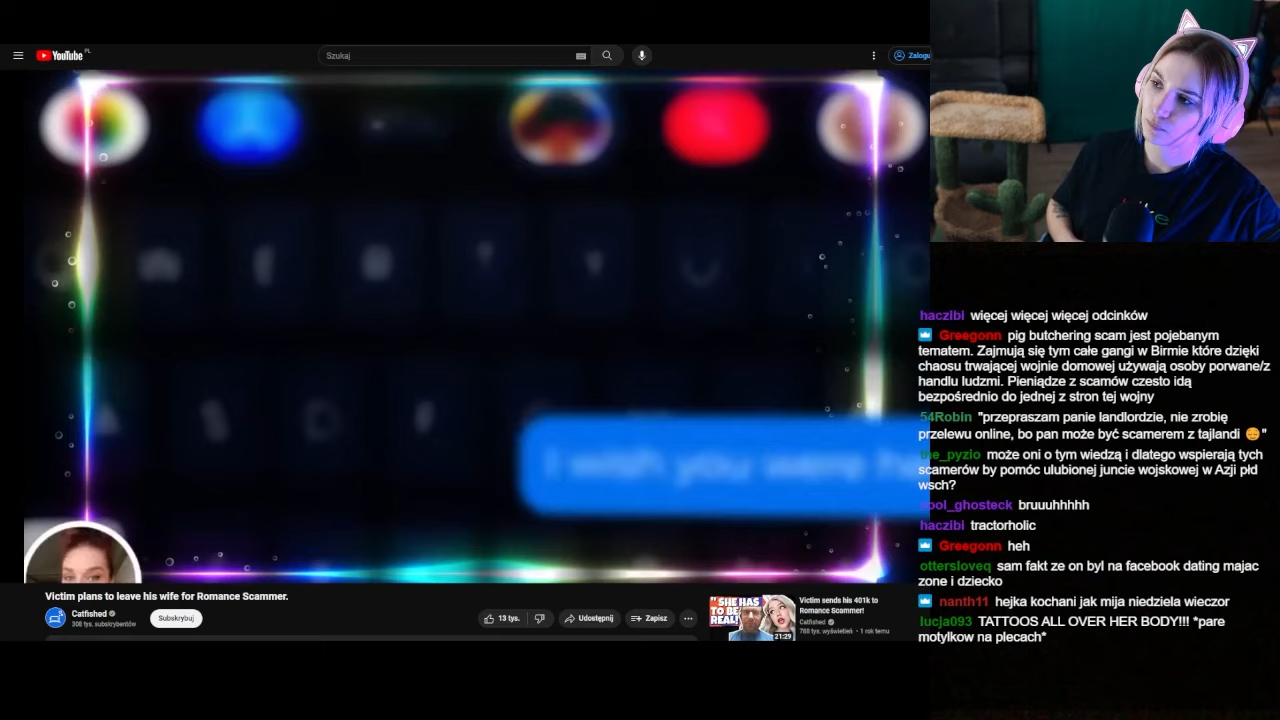 YouTube PL
Szukaj
Zalogu
I wish you were he
Victim plans to leave his wife for Romance Scammer.
Catfished
308 tys. subskrybentów
Subskrybuj
13 tys.
Udostępnij
Zapisz
"SHE HAS
TO BE
REAL!"
21:29
Victim sends his 401k to
Romance Scammer!
Catfished
768 tys. wyświetleń • 1 rok temu
haczibi więcej więcej więcej odcinków
Greegonn pig butchering scam jest pojebanym
tematem. Zajmują się tym całe gangi w Birmie które dzięki
chaosu trwającej wojnie domowej używają osoby porwane/z
handlu ludzmi. Pieniądze z scamów czesto idą
bezpośrednio do jednej z stron tej wojny
54Robin "przepraszam panie landlordzie, nie zrobię
przelewu online, bo pan może być scamerem z tajlandi 😔"
the_pyzio może oni o tym wiedzą i dlatego wspierają tych
scamerów by pomóc ulubionej juncie wojskowej w Azji płd
wsch?
cool_ghosteck bruuuhhhhh
haczibi tractorholic
Greegonn heh
ottersloveq sam fakt ze on byl na facebook dating majac
zone i dziecko
nanth11 hejka kochani jak mija niedziela wieczor
lucja093 TATTOOS ALL OVER HER BODY!!! *pare
motylkow na plecach*